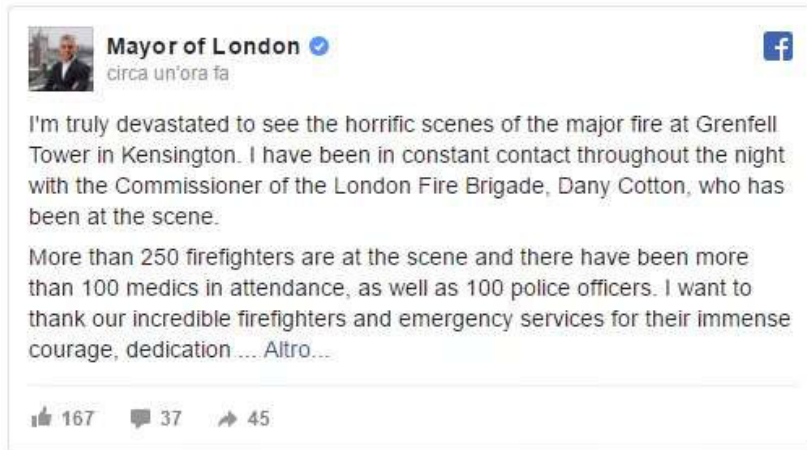 Mayor of London
circa un'ora fa
I'm truly devastated to see the horrific scenes of the major fire at Grenfell
Tower in Kensington. I have been in constant contact throughout the night
with the Commissioner of the London Fire Brigade, Dany Cotton, who has
been at the scene.
More than 250 firefighters are at the scene and there have been more
than 100 medics in attendance, as well as 100 police officers. I want to
thank our incredible firefighters and emergency services for their immense
courage, dedication ... Altro...
167 37 45